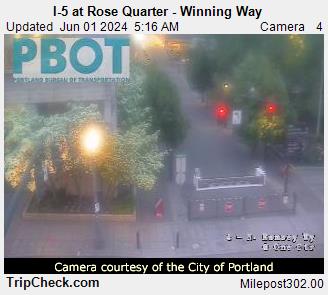 I-5 at Rose Quarter - Winning Way
Updated Jun 01 2024 5:16 AM Camera 4
PBOT
PORTLAND BUREAU OF TRANSPORTATION
Camera courtesy of the City of Portland
TripCheck.com Milepost302.00